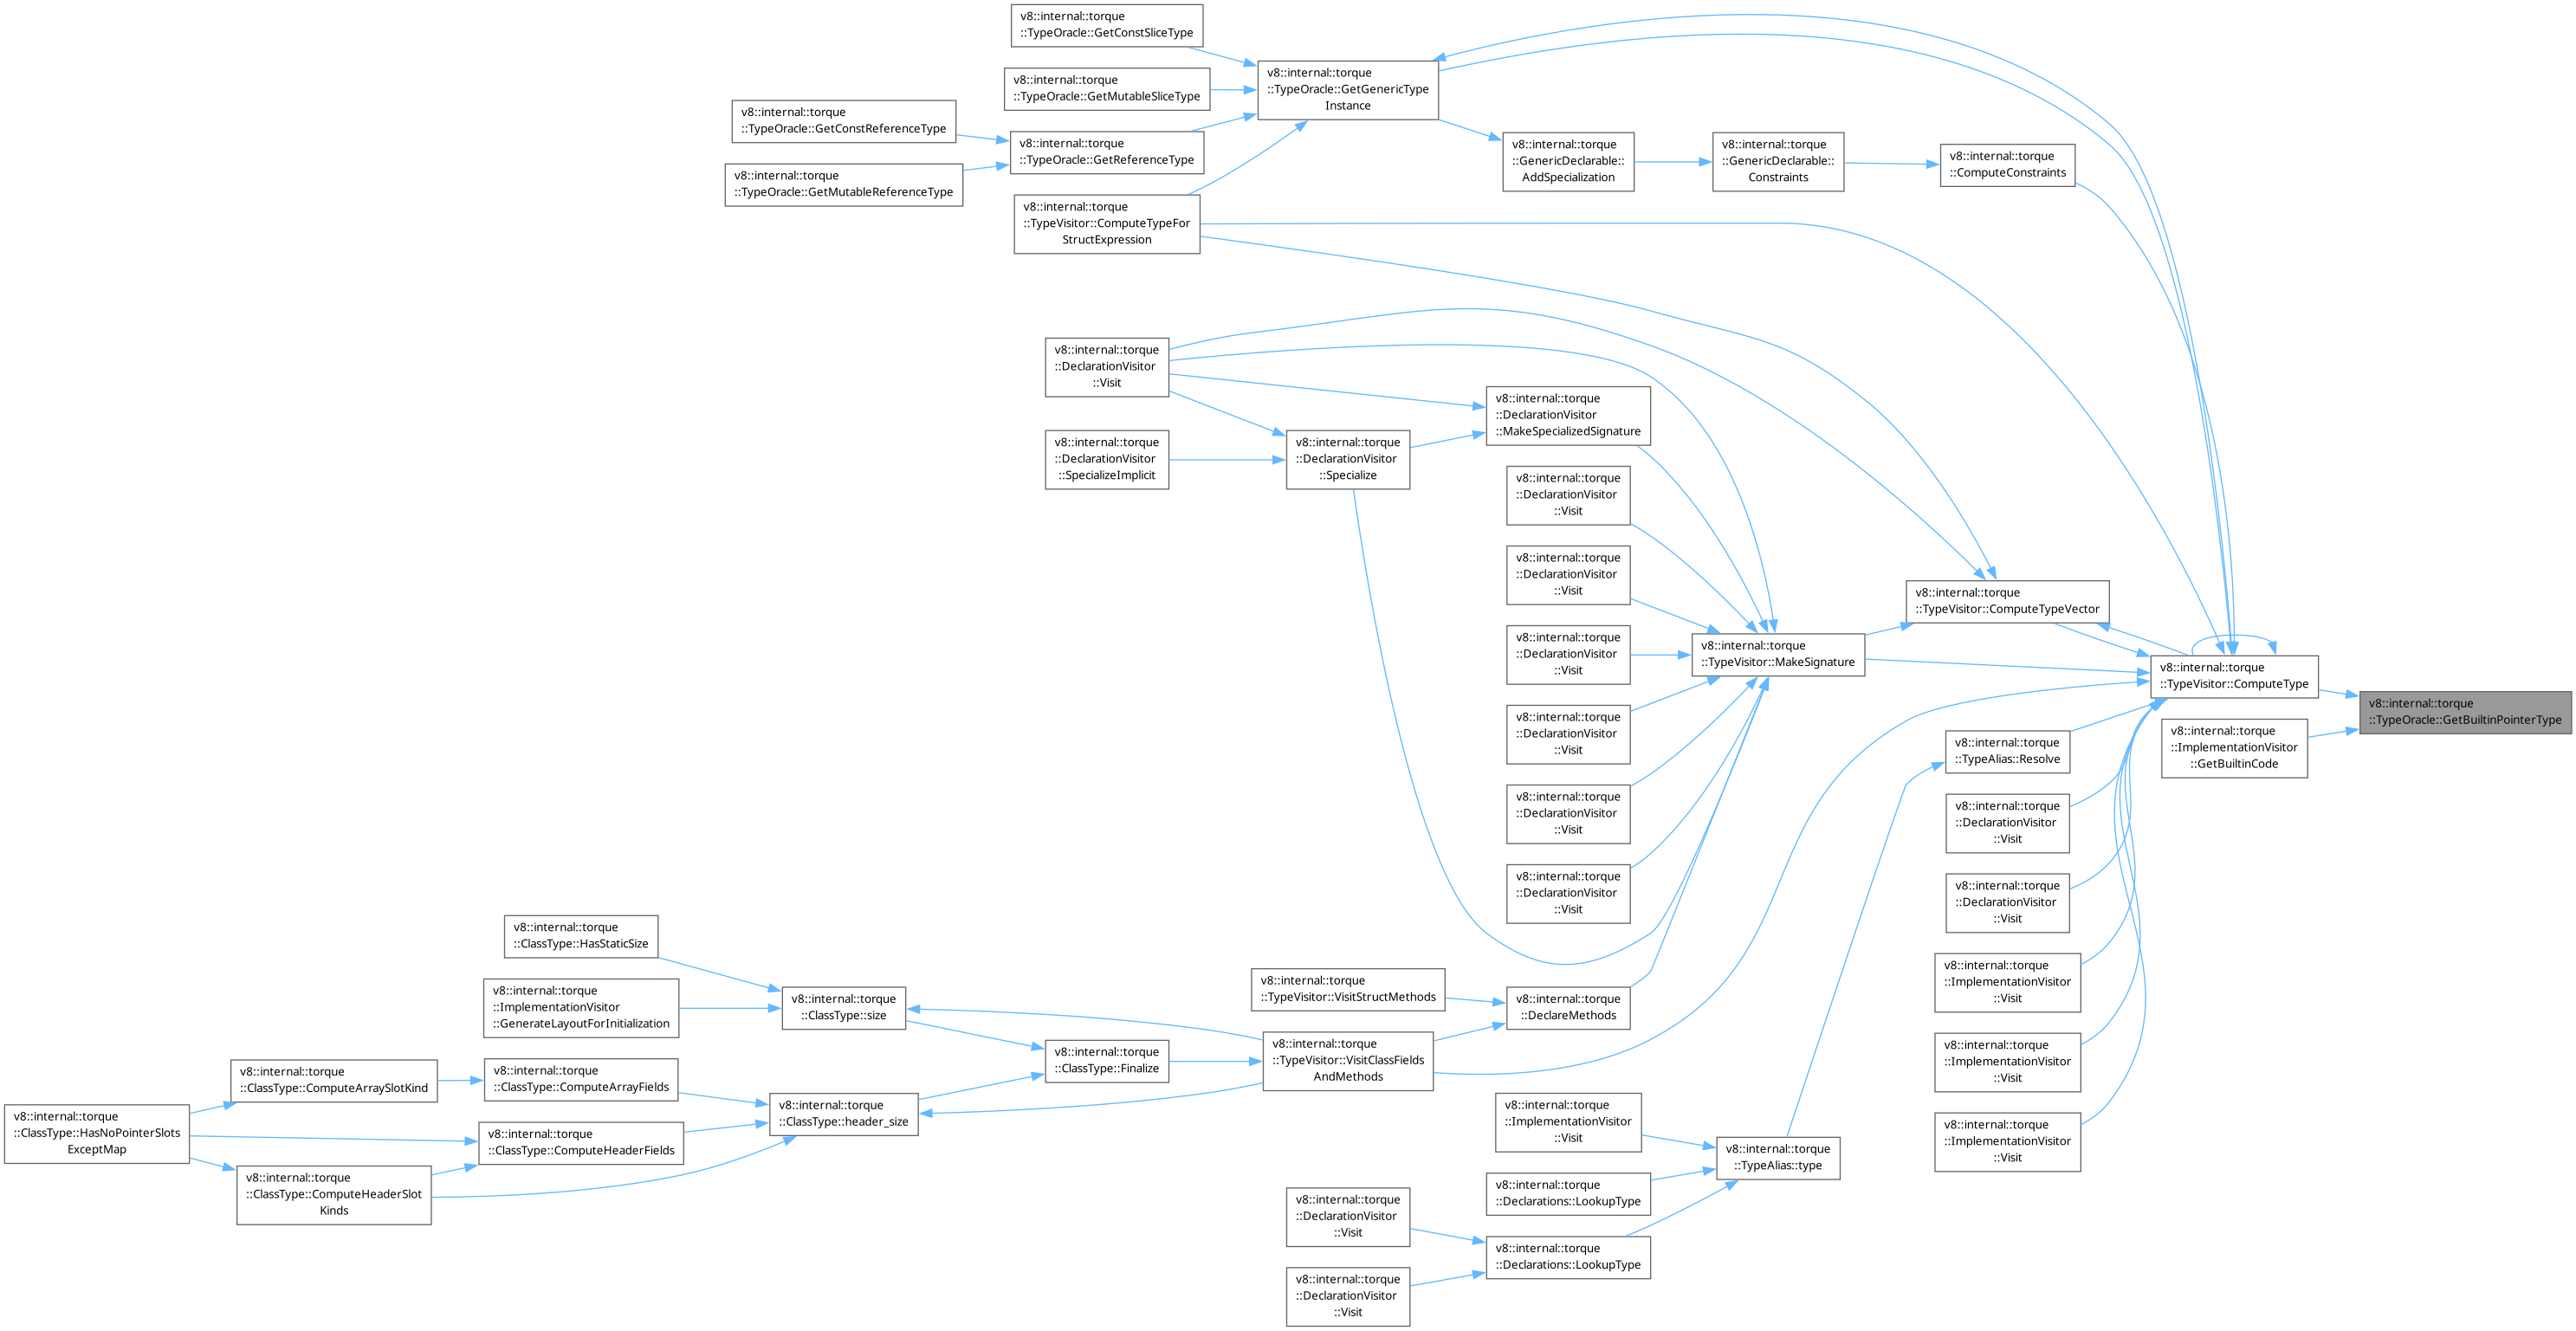 v8::internal::torque
::TypeOracle::GetConstSliceType
v8::internal::torque
::TypeOracle::GetMutableSliceType
v8::internal::torque
::TypeOracle::GetGenericType
Instance
v8::internal::torque
::TypeOracle::GetConstReferenceType
v8::internal::torque
::TypeOracle::GetReferenceType
v8::internal::torque
::TypeOracle::GetMutableReferenceType
v8::internal::torque
::GenericDeclarable::
AddSpecialization
v8::internal::torque
::GenericDeclarable::
Constraints
v8::internal::torque
::ComputeConstraints
v8::internal::torque
::TypeVisitor::ComputeTypeFor
StructExpression
v8::internal::torque
::DeclarationVisitor
::Visit
v8::internal::torque
::DeclarationVisitor
::MakeSpecializedSignature
v8::internal::torque
::DeclarationVisitor
::SpecializeImplicit
v8::internal::torque
::DeclarationVisitor
::Specialize
v8::internal::torque
::DeclarationVisitor
::Visit
v8::internal::torque
::DeclarationVisitor
::Visit
v8::internal::torque
::DeclarationVisitor
::Visit
v8::internal::torque
::DeclarationVisitor
::Visit
v8::internal::torque
::DeclarationVisitor
::Visit
v8::internal::torque
::DeclarationVisitor
::Visit
v8::internal::torque
::TypeVisitor::MakeSignature
v8::internal::torque
::TypeVisitor::ComputeTypeVector
v8::internal::torque
::TypeVisitor::ComputeType
v8::internal::torque
::TypeOracle::GetBuiltinPointerType
v8::internal::torque
::ImplementationVisitor
::GetBuiltinCode
v8::internal::torque
::TypeAlias::Resolve
v8::internal::torque
::DeclarationVisitor
::Visit
v8::internal::torque
::DeclarationVisitor
::Visit
v8::internal::torque
::ImplementationVisitor
::Visit
v8::internal::torque
::ImplementationVisitor
::Visit
v8::internal::torque
::ImplementationVisitor
::Visit
v8::internal::torque
::ClassType::HasStaticSize
v8::internal::torque
::ImplementationVisitor
::GenerateLayoutForInitialization
v8::internal::torque
::ClassType::size
v8::internal::torque
::TypeVisitor::VisitStructMethods
v8::internal::torque
::DeclareMethods
v8::internal::torque
::TypeVisitor::VisitClassFields
AndMethods
v8::internal::torque
::ClassType::Finalize
v8::internal::torque
::ClassType::ComputeArraySlotKind
v8::internal::torque
::ClassType::ComputeArrayFields
v8::internal::torque
::ClassType::header_size
v8::internal::torque
::ClassType::HasNoPointerSlots
ExceptMap
v8::internal::torque
::ClassType::ComputeHeaderFields
v8::internal::torque
::ClassType::ComputeHeaderSlot
Kinds
v8::internal::torque
::ImplementationVisitor
::Visit
v8::internal::torque
::TypeAlias::type
v8::internal::torque
::Declarations::LookupType
v8::internal::torque
::DeclarationVisitor
::Visit
v8::internal::torque
::Declarations::LookupType
v8::internal::torque
::DeclarationVisitor
::Visit